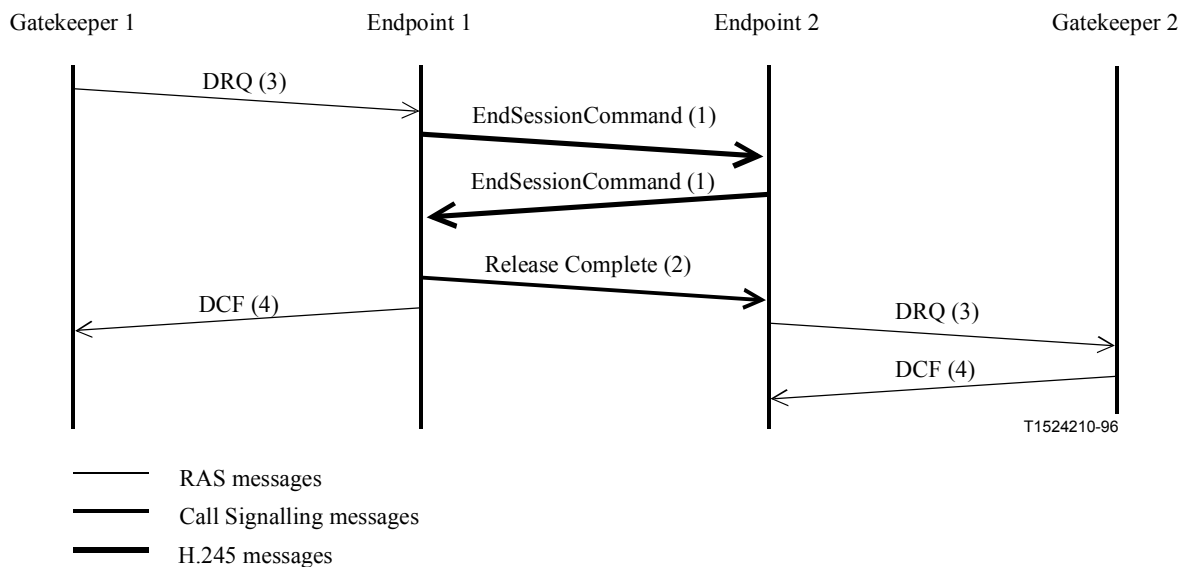 Gatekeeper 1 Endpoint 1 Endpoint 2 Gatekeeper 2
DRQ (3)
EndSessionCommand (1)
EndSessionCommand (1)
Release Complete (2)
DCF (4)
DRQ (3)
DCF (4)
T1524210-96
RAS messages
Call Signalling messages
H.245 messages